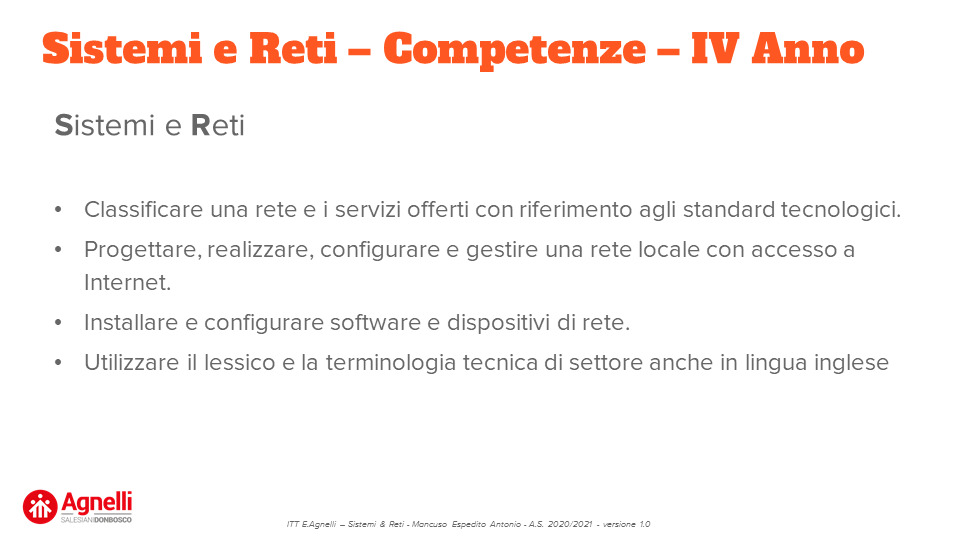 Sistemi e Reti – Competenze – IV Anno
Sistemi e Reti
• Classificare una rete e i servizi offerti con riferimento agli standard tecnologici.
• Progettare, realizzare, configurare e gestire una rete locale con accesso a
Internet.
• Installare e configurare software e dispositivi di rete.
• Utilizzare il lessico e la terminologia tecnica di settore anche in lingua inglese
Agnelli
SALESIANIDONBOSCO
ITT E.Agnelli – Sistemi & Reti - Mancuso Espedito Antonio - A.S. 2020/2021 - versione 1.0